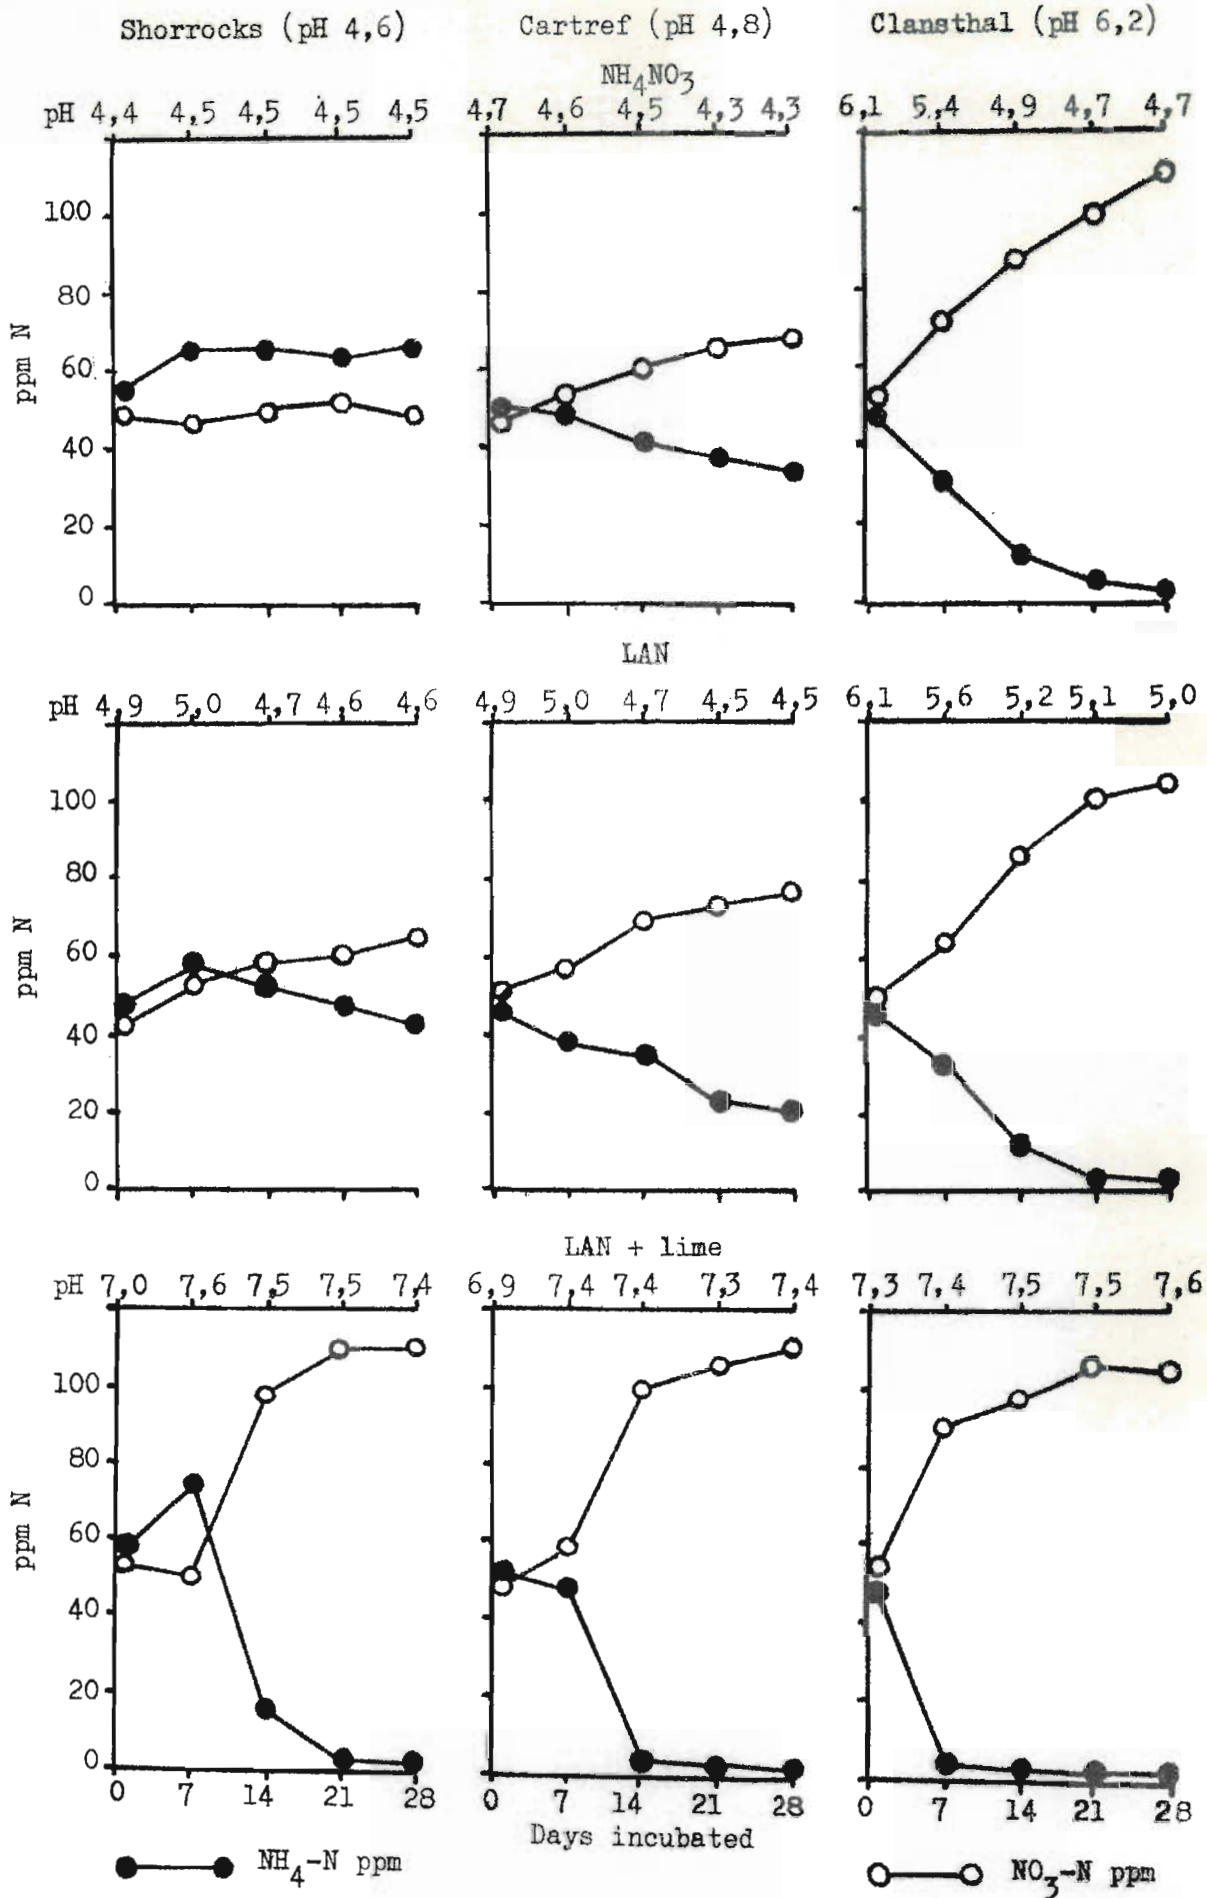 Shorrocks (pH 4,6) Cartref (pH 4,8) Clansthal (pH 6,2)
NH4NO3
pH 4,4 4,5 4,5 4,5 4,5 4,7 4,6 4,5 4,3 4,3 6,1 5,4 4,9 4,7 4,7
100
80
60
40
20
0
ppm N
LAN
pH 4,9 5,0 4,7 4,6 4,6 4,9 5,0 4,7 4,5 4,5 6,1 5,6 5,2 5,1 5,0
100
80
60
40
20
0
ppm N
LAN + lime
pH 7,0 7,6 7,5 7,5 7,4 6,9 7,4 7,4 7,3 7,4 7,3 7,4 7,5 7,5 7,6
100
80
60
40
20
0
ppm N
0 7 14 21 28 0 7 14 21 28 0 7 14 21 28
Days incubated
NH4-N ppm NO3-N ppm